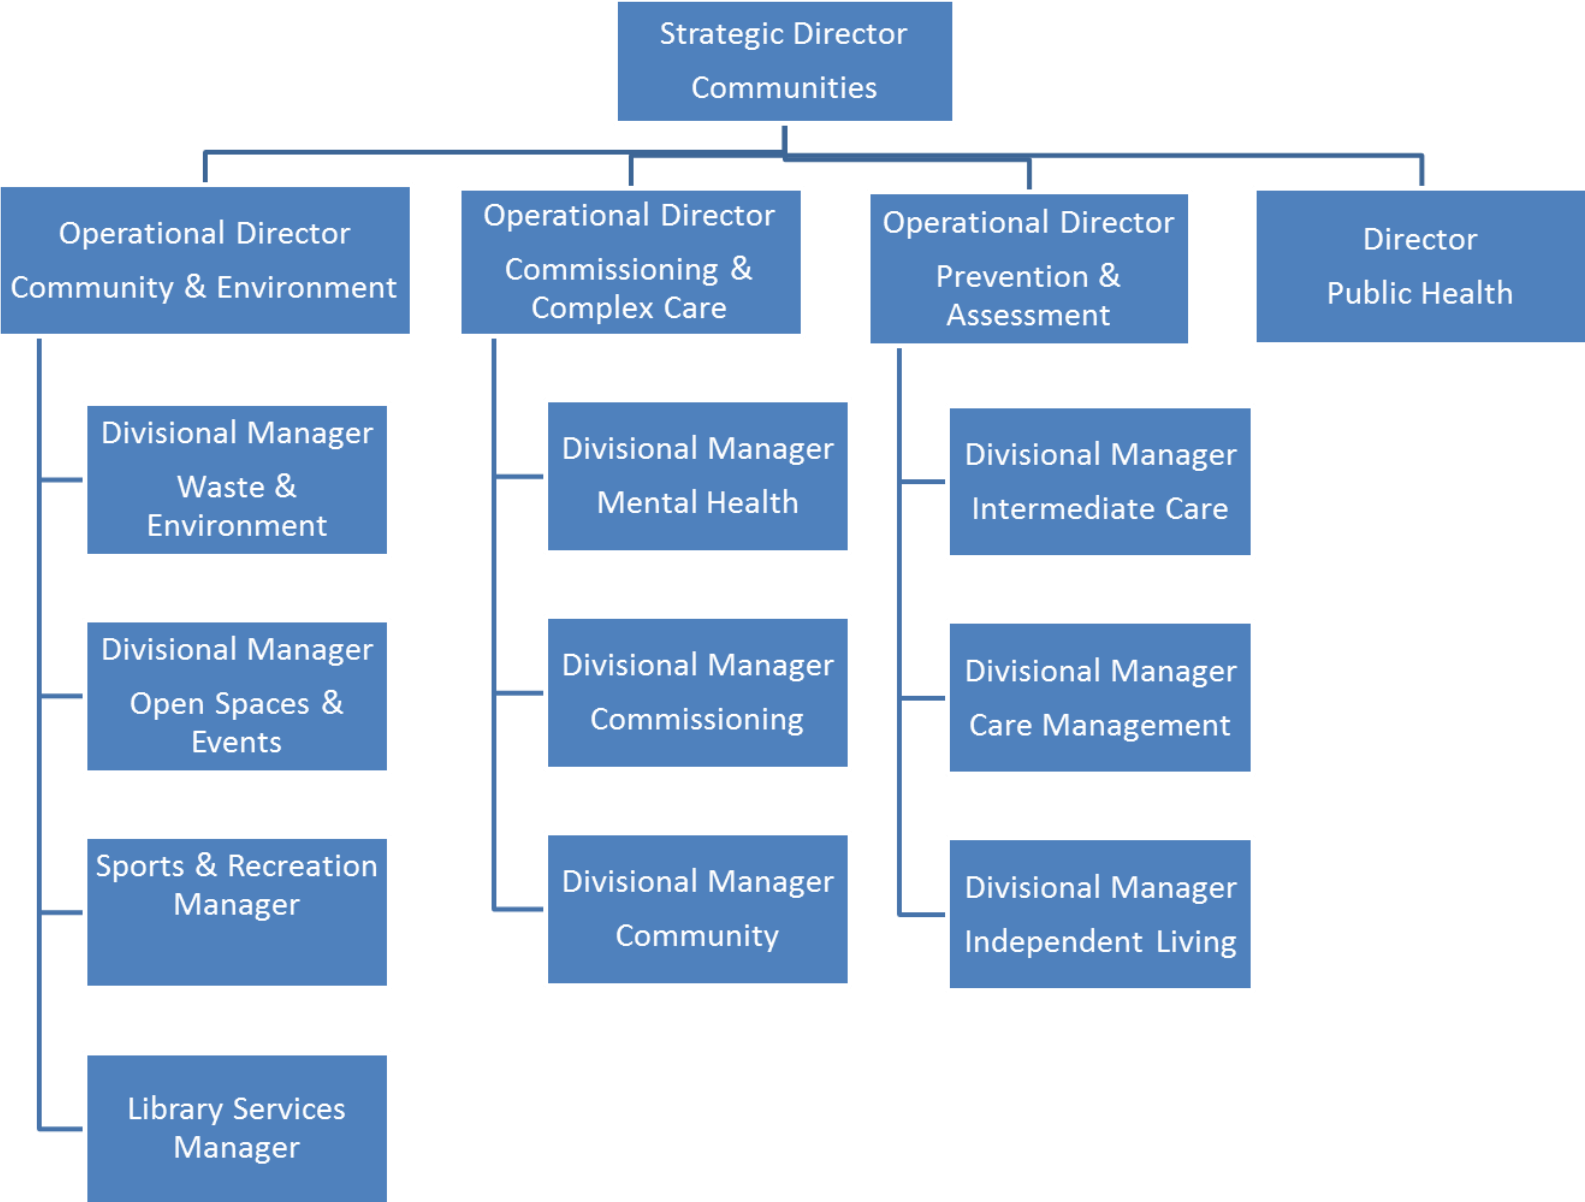 Strategic Director
Communities
Operational Director
Community & Environment
Operational Director
Commissioning &
Complex Care
Operational Director
Prevention &
Assessment
Director
Public Health
Divisional Manager
Waste &
Environment
Divisional Manager
Open Spaces &
Events
Sports & Recreation
Manager
Library Services
Manager
Divisional Manager
Mental Health
Divisional Manager
Commissioning
Divisional Manager
Community
Divisional Manager
Intermediate Care
Divisional Manager
Care Management
Divisional Manager
Independent Living